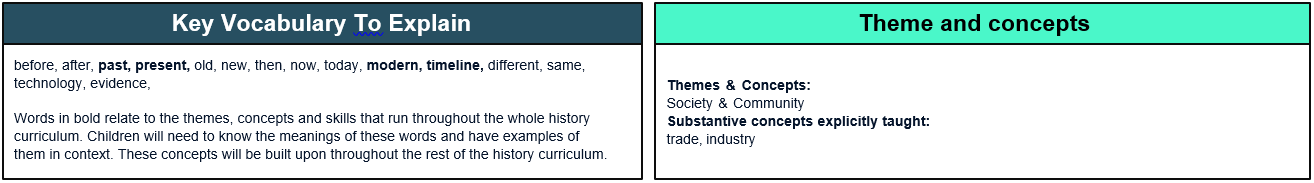 Key Vocabulary To Explain
before, after, past, present, old, new, then, now, today, modern, timeline, different, same,
technology, evidence,
Words in bold relate to the themes, concepts and skills that run throughout the whole history
curriculum. Children will need to know the meanings of these words and have examples of
them in context. These concepts will be built upon throughout the rest of the history curriculum.
Theme and concepts
Themes & Concepts:
Society & Community
Substantive concepts explicitly taught:
trade, industry